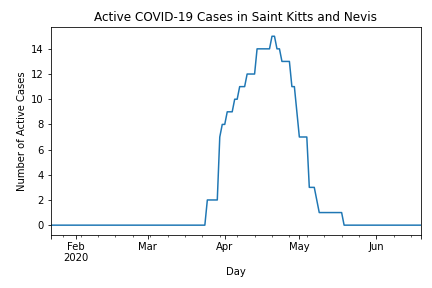 Active COVID-19 Cases in Saint Kitts and Nevis
Number of Active Cases
14
12
10
8
6
4
2
0
Feb Mar Apr May Jun
2020
Day